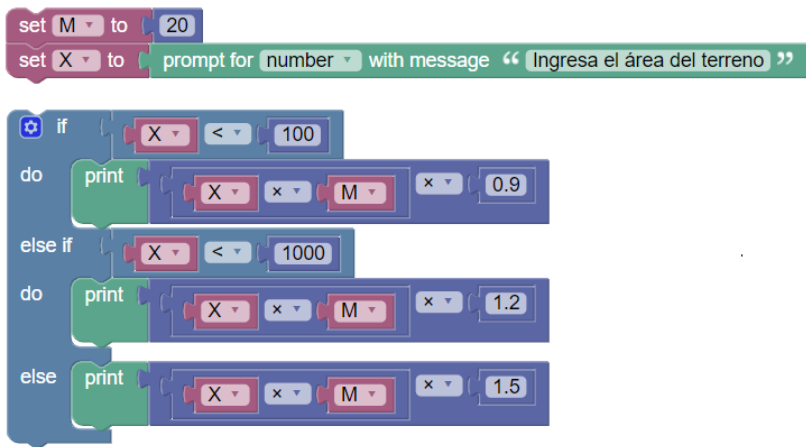 set M to 20
set X to prompt for number with message “ Ingresa el área del terreno ”
if X < 100
do print X × M × 0.9
else if X < 1000
do print X × M × 1.2
else print X × M × 1.5